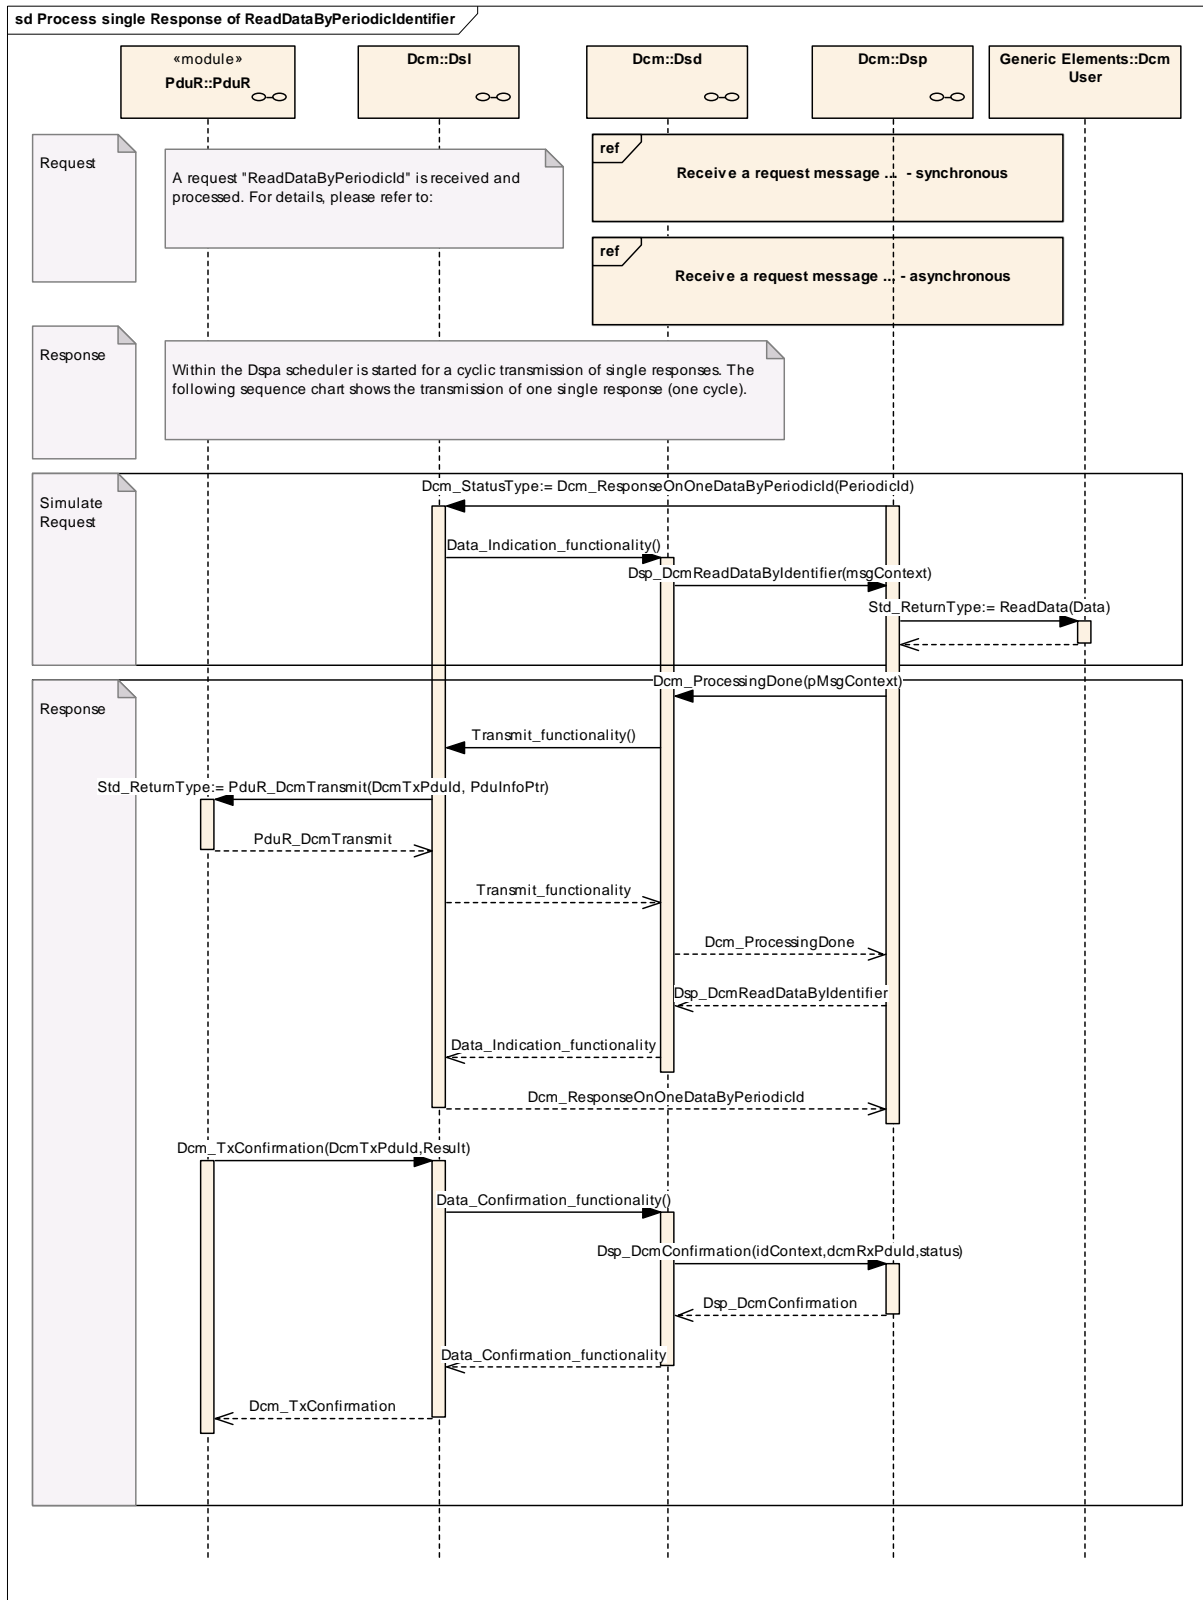 sd Process single Response of ReadDataByPeriodicIdentifier
«module»
PduR::PduR
Dcm::Dsl
Dcm::Dsd
Dcm::Dsp
Generic Elements::Dcm
User
Request
A request "ReadDataByPeriodicId" is received and
processed. For details, please refer to:
ref
Receive a request message ... - synchronous
ref
Receive a request message ... - asynchronous
Response
Within the Dspa scheduler is started for a cyclic transmission of single responses. The
following sequence chart shows the transmission of one single response (one cycle).
Simulate
Request
Dcm_StatusType:= Dcm_ResponseOnOneDataByPeriodicId(PeriodicId)
Data_Indication_functionality()
Dsp_DcmReadDataByIdentifier(msgContext)
Std_ReturnType:= ReadData(Data)
Response
Dcm_ProcessingDone(pMsgContext)
Transmit_functionality()
Std_ReturnType:= PduR_DcmTransmit(DcmTxPduId, PduInfoPtr)
PduR_DcmTransmit
Transmit_functionality
Dcm_ProcessingDone
Dsp_DcmReadDataByIdentifier
Data_Indication_functionality
Dcm_ResponseOnOneDataByPeriodicId
Dcm_TxConfirmation(DcmTxPduId,Result)
Data_Confirmation_functionality()
Dsp_DcmConfirmation(idContext,dcmRxPduId,status)
Dsp_DcmConfirmation
Data_Confirmation_functionality
Dcm_TxConfirmation